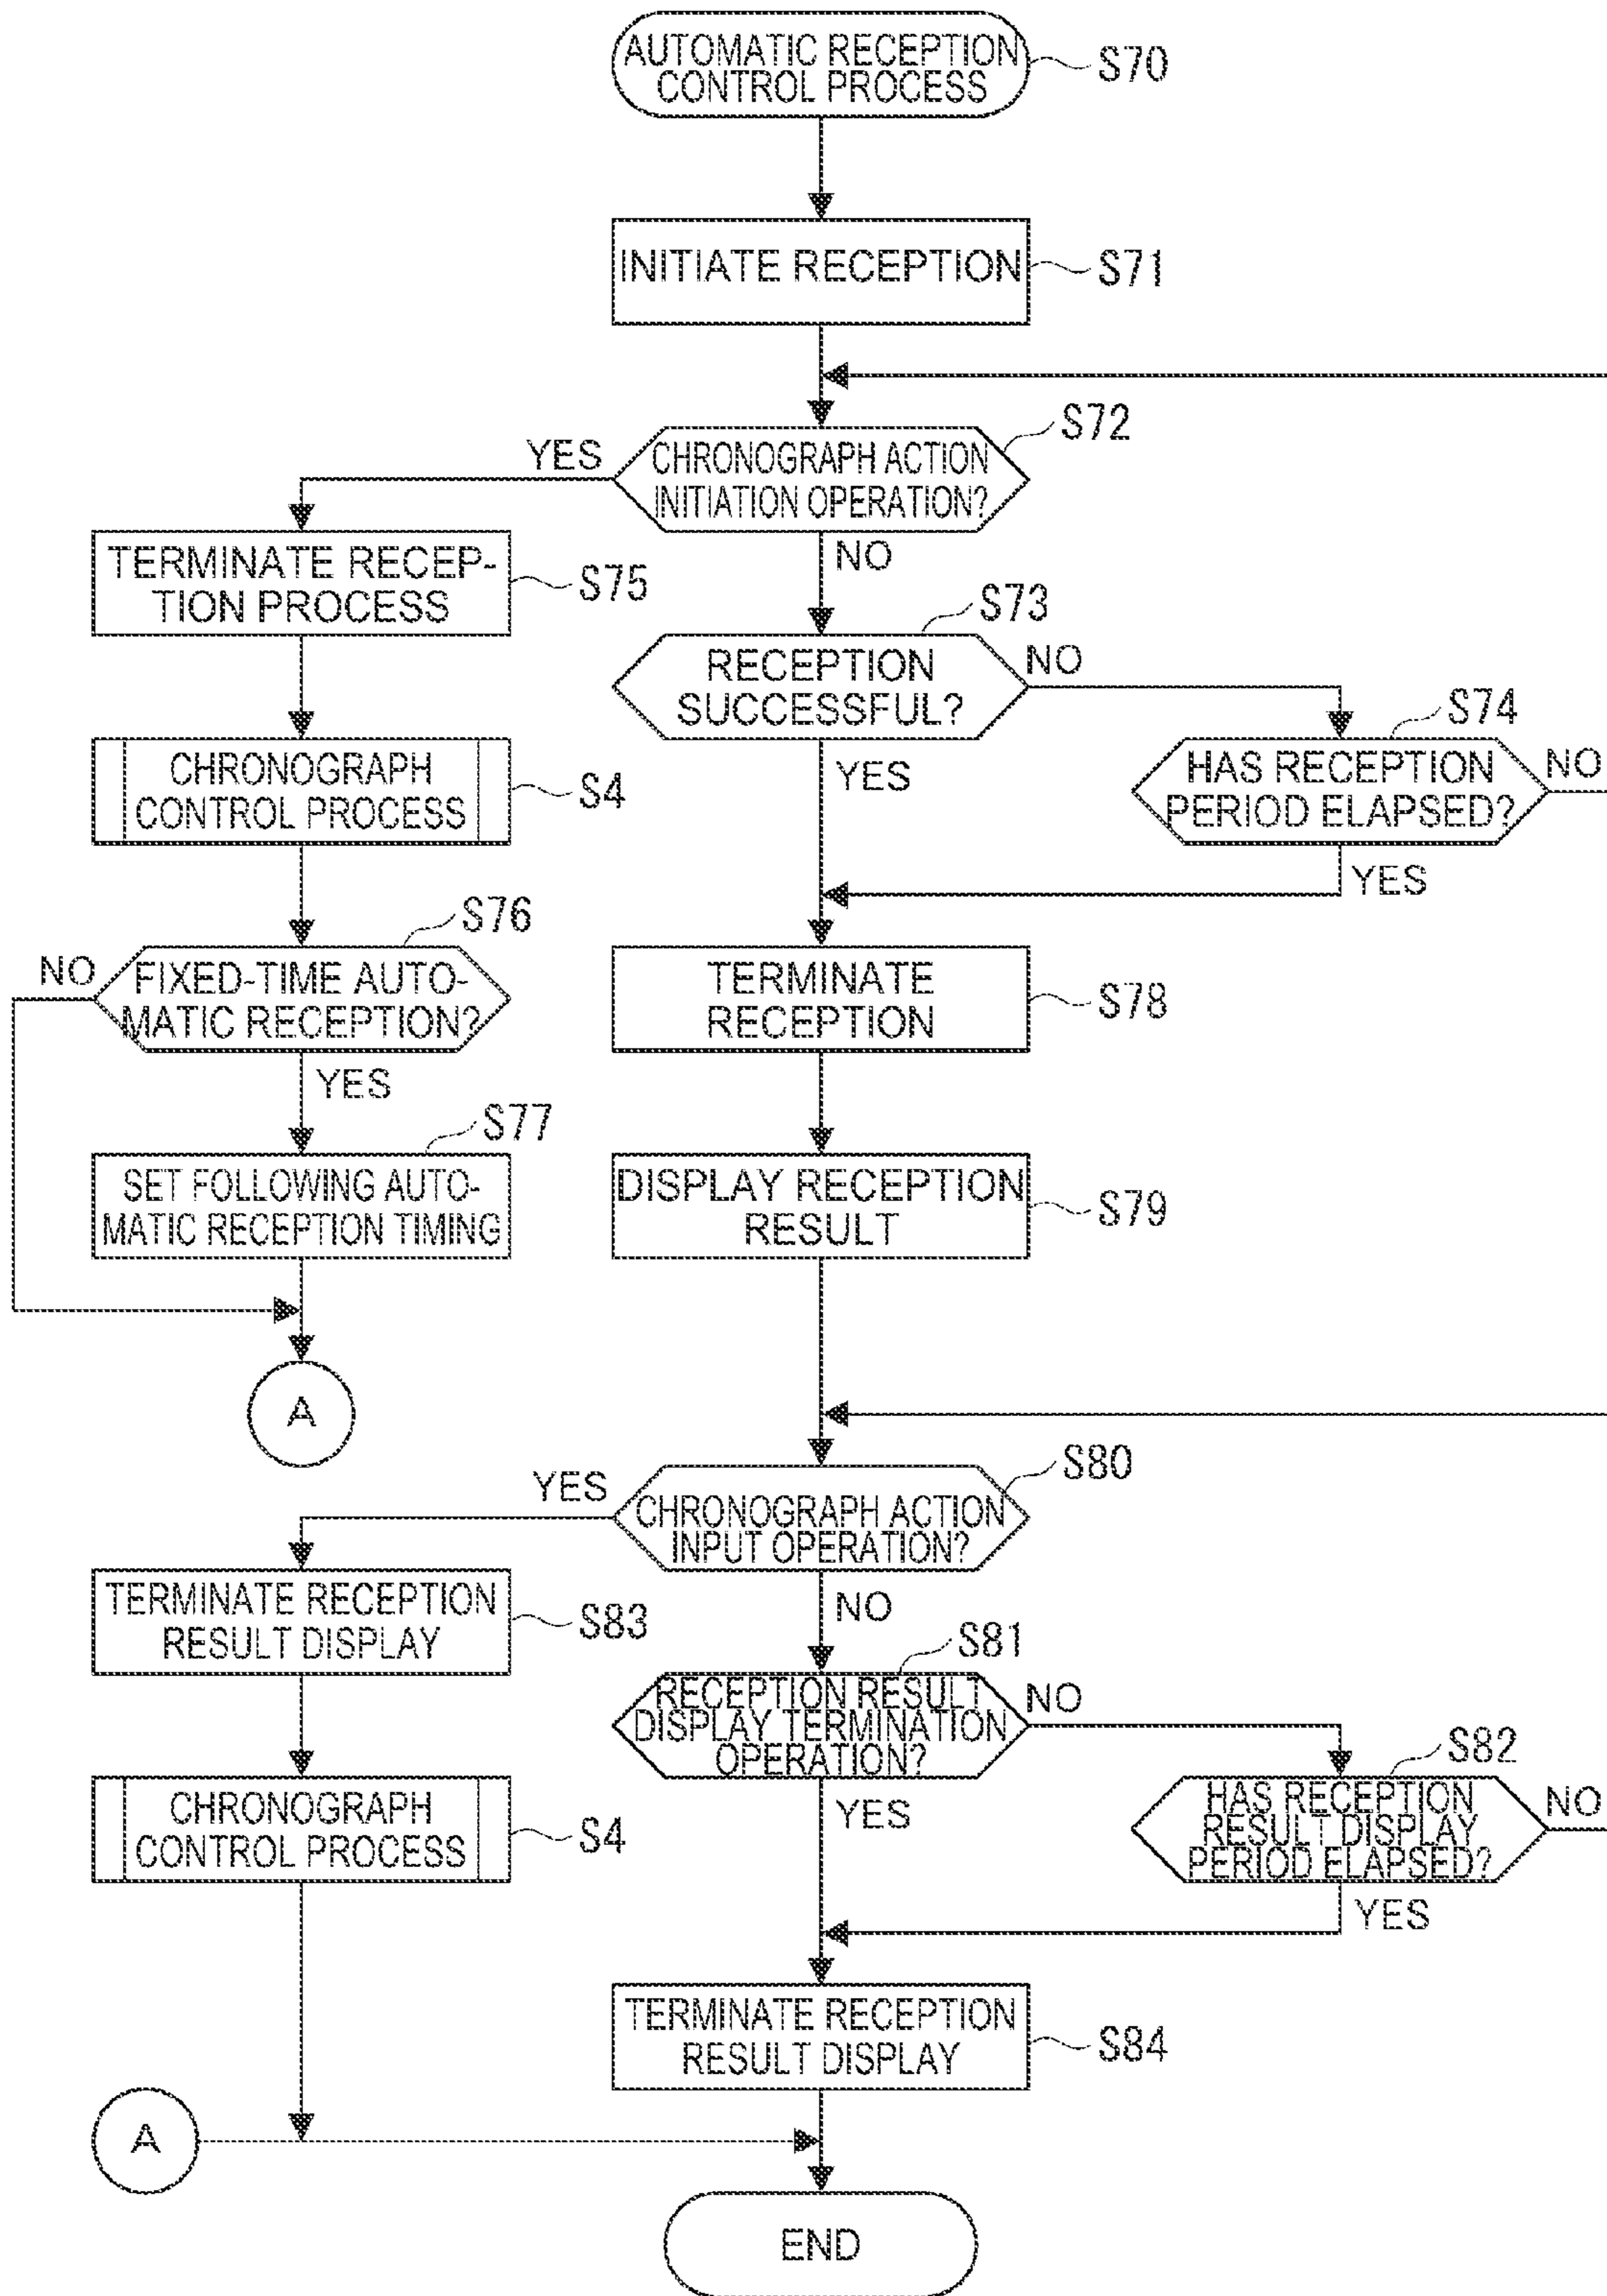 AUTOMATIC RECEPTION
CONTROL PROCESS
S70
INITIATE RECEPTION
S71
S72
YES
CHRONOGRAPH ACTION
INITIATION OPERATION?
NO
TERMINATE RECEP-
TION PROCESS
S75
S73
RECEPTION
SUCCESSFUL?
NO
YES
S74
HAS RECEPTION
PERIOD ELAPSED?
NO
YES
CHRONOGRAPH
CONTROL PROCESS
S4
S76
NO
FIXED-TIME AUTO-
MATIC RECEPTION?
YES
TERMINATE
RECEPTION
S78
S77
SET FOLLOWING AUTO-
MATIC RECEPTION TIMING
DISPLAY RECEPTION
RESULT
S79
A
S80
YES
CHRONOGRAPH ACTION
INPUT OPERATION?
NO
TERMINATE RECEPTION
RESULT DISPLAY
S83
S81
RECEPTION RESULT
DISPLAY TERMINATION
OPERATION?
NO
YES
S82
HAS RECEPTION
RESULT DISPLAY
PERIOD ELAPSED?
NO
YES
CHRONOGRAPH
CONTROL PROCESS
S4
TERMINATE RECEPTION
RESULT DISPLAY
S84
A
END